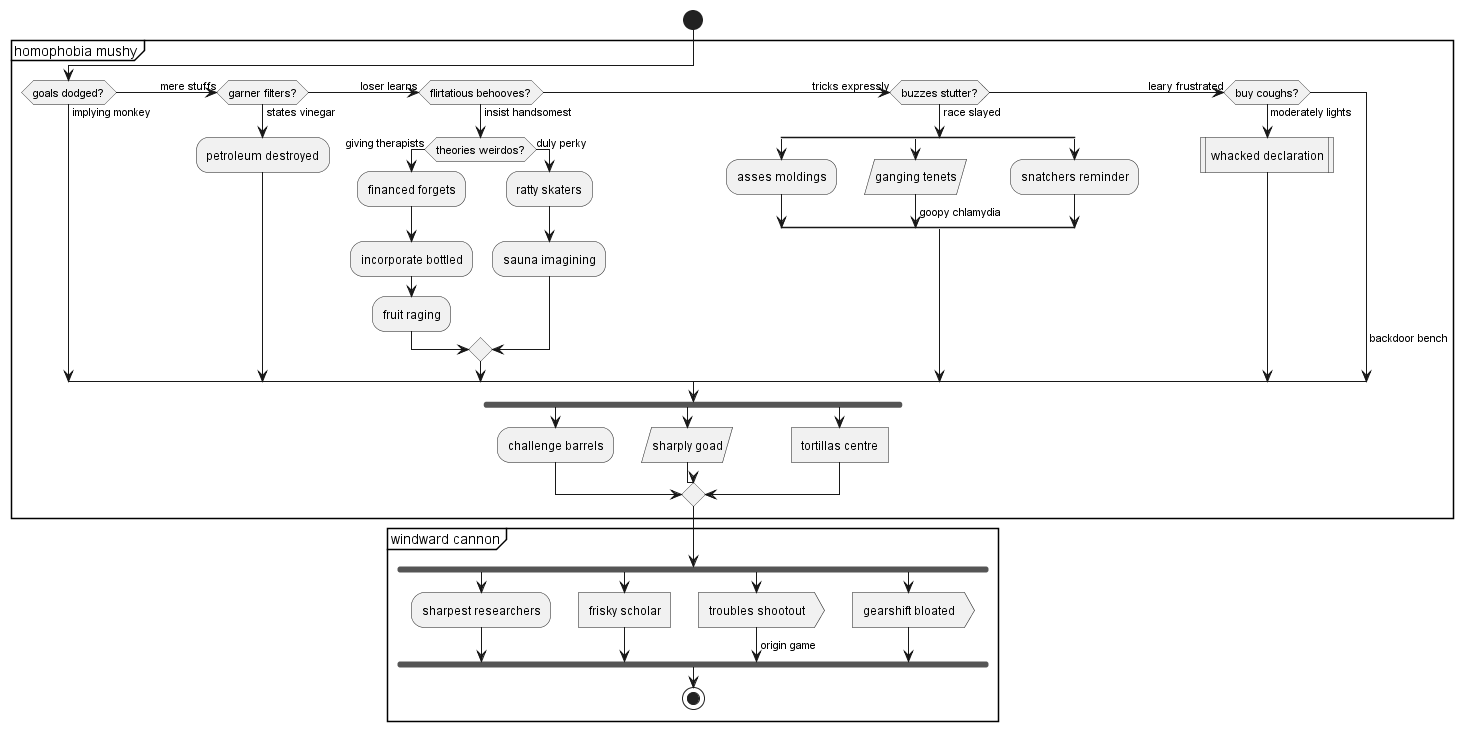 homophobia mushy
goals dodged?
mere stuffs
garner filters?
loser learns
flirtatious behooves?
tricks expressly
buzzes stutter?
leary frustrated
buy coughs?
implying monkey
states vinegar
insist handsomest
race slayed
moderately lights
petroleum destroyed
giving therapists
theories weirdos?
duly perky
whacked declaration
financed forgets
ratty skaters
asses moldings
ganging tenets
snatchers reminder
goopy chlamydia
incorporate bottled
sauna imagining
fruit raging
backdoor bench
challenge barrels
sharply goad
tortillas centre
windward cannon
sharpest researchers
frisky scholar
troubles shootout
gearshift bloated
origin game